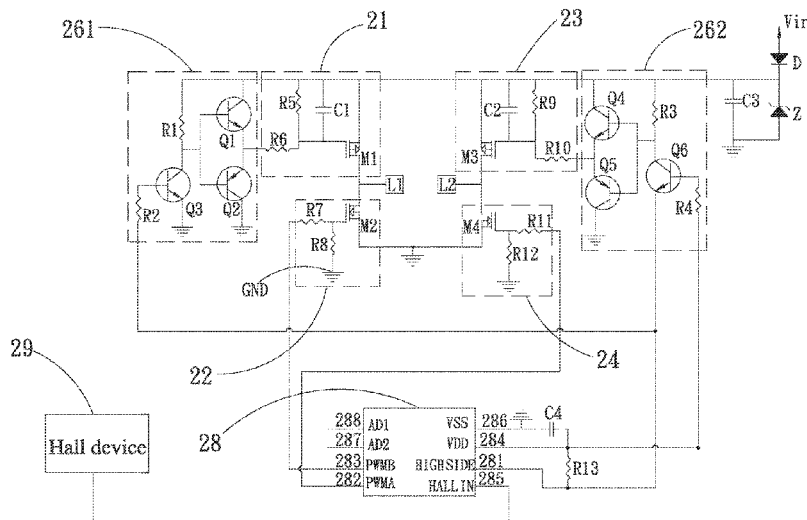 261
21
23
262
Vin
D
Z
C3
R1
Q1
R5
C1
R6
M1
C2
R9
M3
R10
Q4
R3
Q5
Q6
R2
Q3
Q2
L1
L2
R4
R7
M2
R8
M4
R11
R12
GND
22
24
29
28
Hall device
288 AD1 VSS 286 C4
287 AD2 VDD 284
283 PWMB HIGHSIDE 281 R13
282 PWMA HALLIN 285